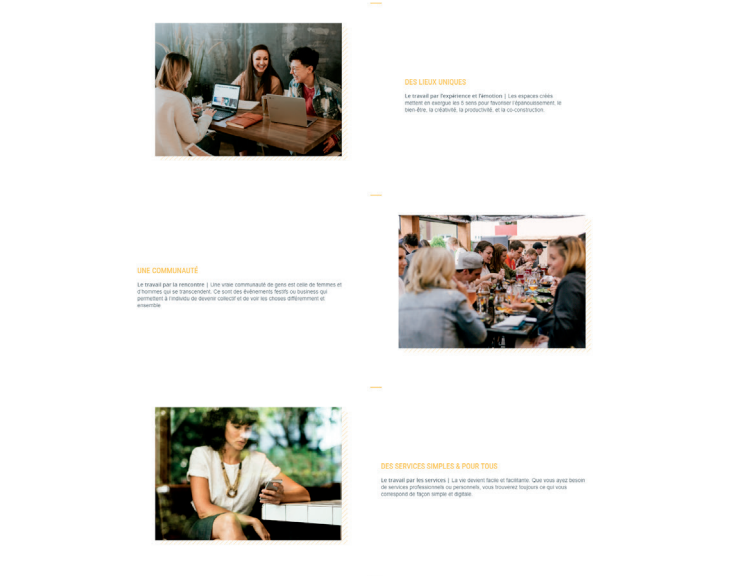 DES LIEUX UNIQUES
Le travail par l'expérience et l'émotion | Les espaces créés
mettent en exergue les 5 sens pour favoriser l'épanouissement, le
bien-être, la créativité, la productivité, et la co-construction.
UNE COMMUNAUTÉ
Le travail par la rencontre | Une vraie communauté de gens est celle de femmes et
d'hommes qui se transcendent. Ce sont des événements festifs ou business qui
permettent à l'individu de devenir collectif et de voir les choses différemment et
ensemble.
DES SERVICES SIMPLES & POUR TOUS
Le travail par les services | La vie devient facile et facilitante. Que vous ayez besoin
de services professionnels ou personnels, vous trouverez toujours ce qui vous
correspond de façon simple et digitale.